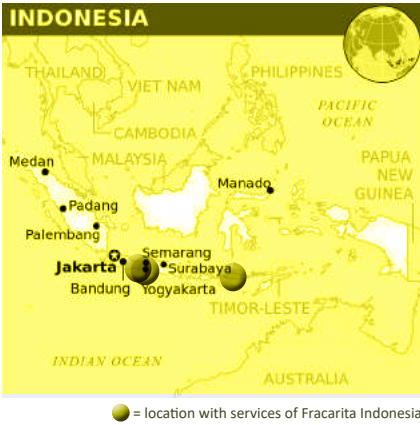 INDONESIA
THAILAND
PHILIPPINES
VIET NAM
PACIFIC
OCEAN
CAMBODIA
Medan
MALAYSIA
PAPUA
NEW
GUINEA
Manado
Padang
Palembang
Semarang
Jakarta
Surabaya
Bandung
Yogyakarta
TIMOR-LESTE
INDIAN OCEAN
AUSTRALIA
= location with services of Fracarita Indonesia